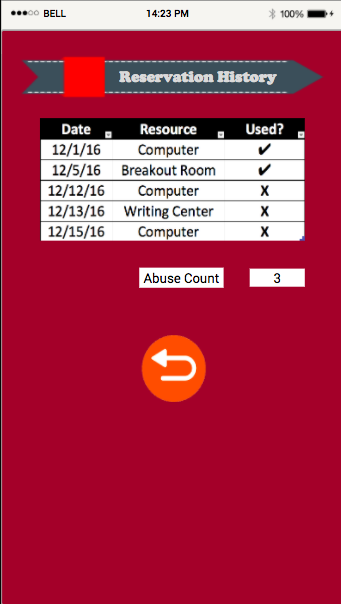 BELL 14:23 PM 100%
Reservation History
Date Resource Used?
12/1/16 Computer ✔
12/5/16 Breakout Room ✔
12/12/16 Computer X
12/13/16 Writing Center X
12/15/16 Computer X
Abuse Count 3